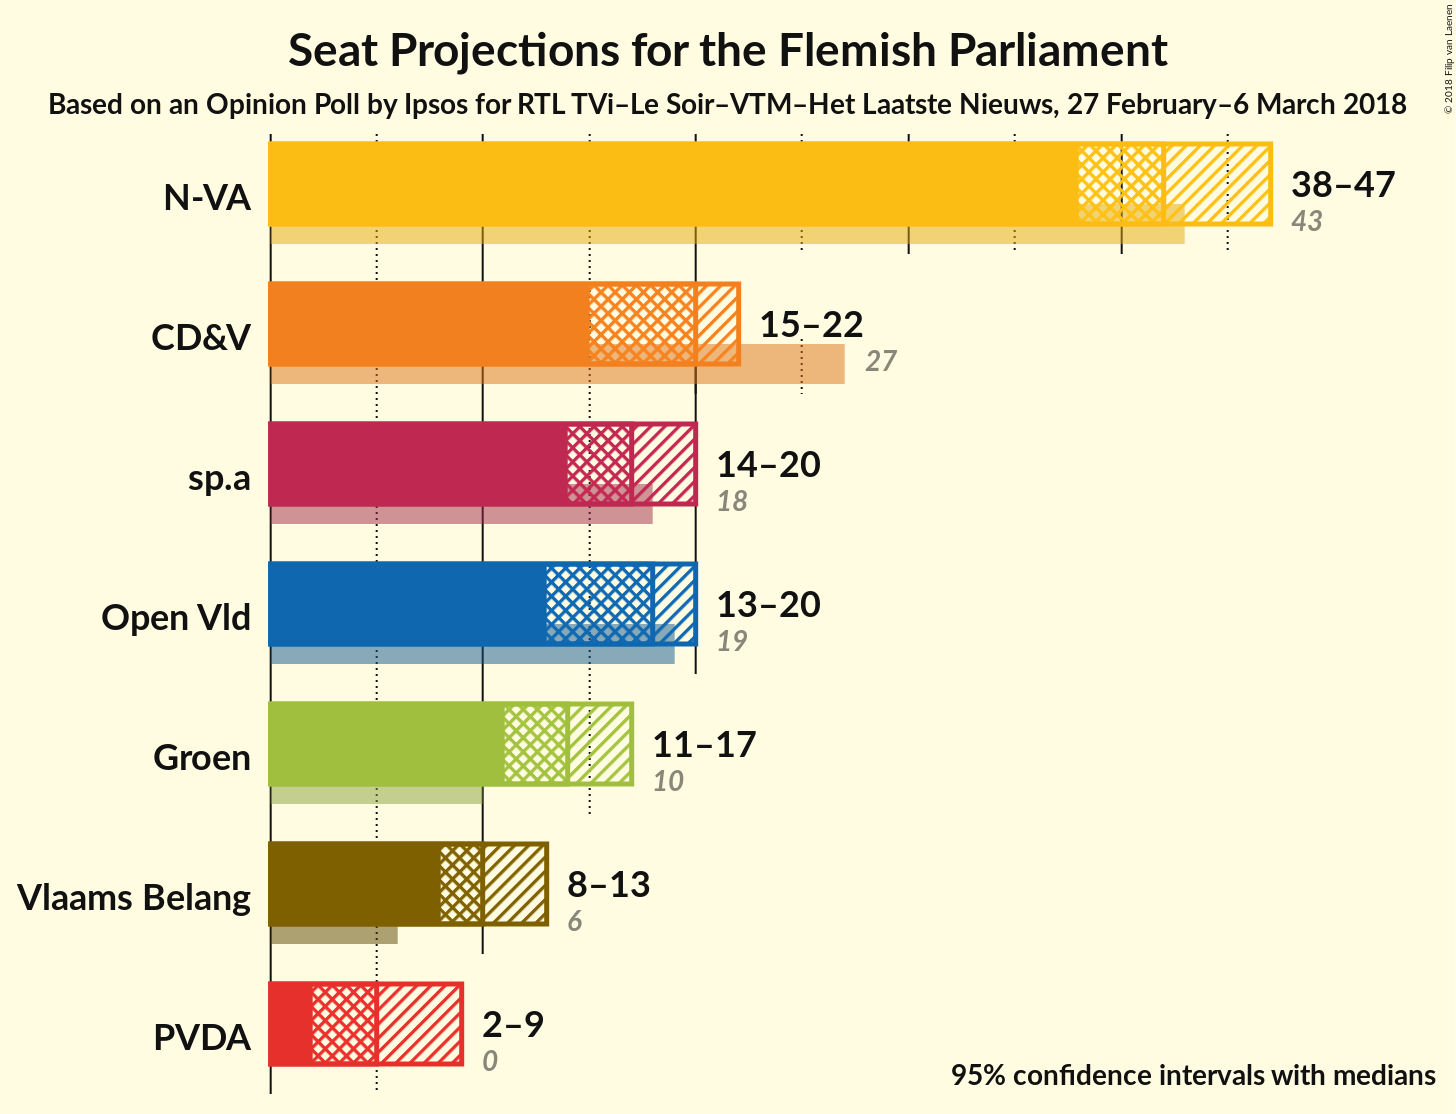 Seat Projections for the Flemish Parliament
Based on an Opinion Poll by Ipsos for RTL TVi–Le Soir–VTM–Het Laatste Nieuws, 27 February–6 March 2018
© 2018 Filip van Laenen
N-VA
38–47
43
CD&V
15–22
27
sp.a
14–20
18
Open Vld
13–20
19
Groen
11–17
10
Vlaams Belang
8–13
6
PVDA
2–9
0
95% confidence intervals with medians